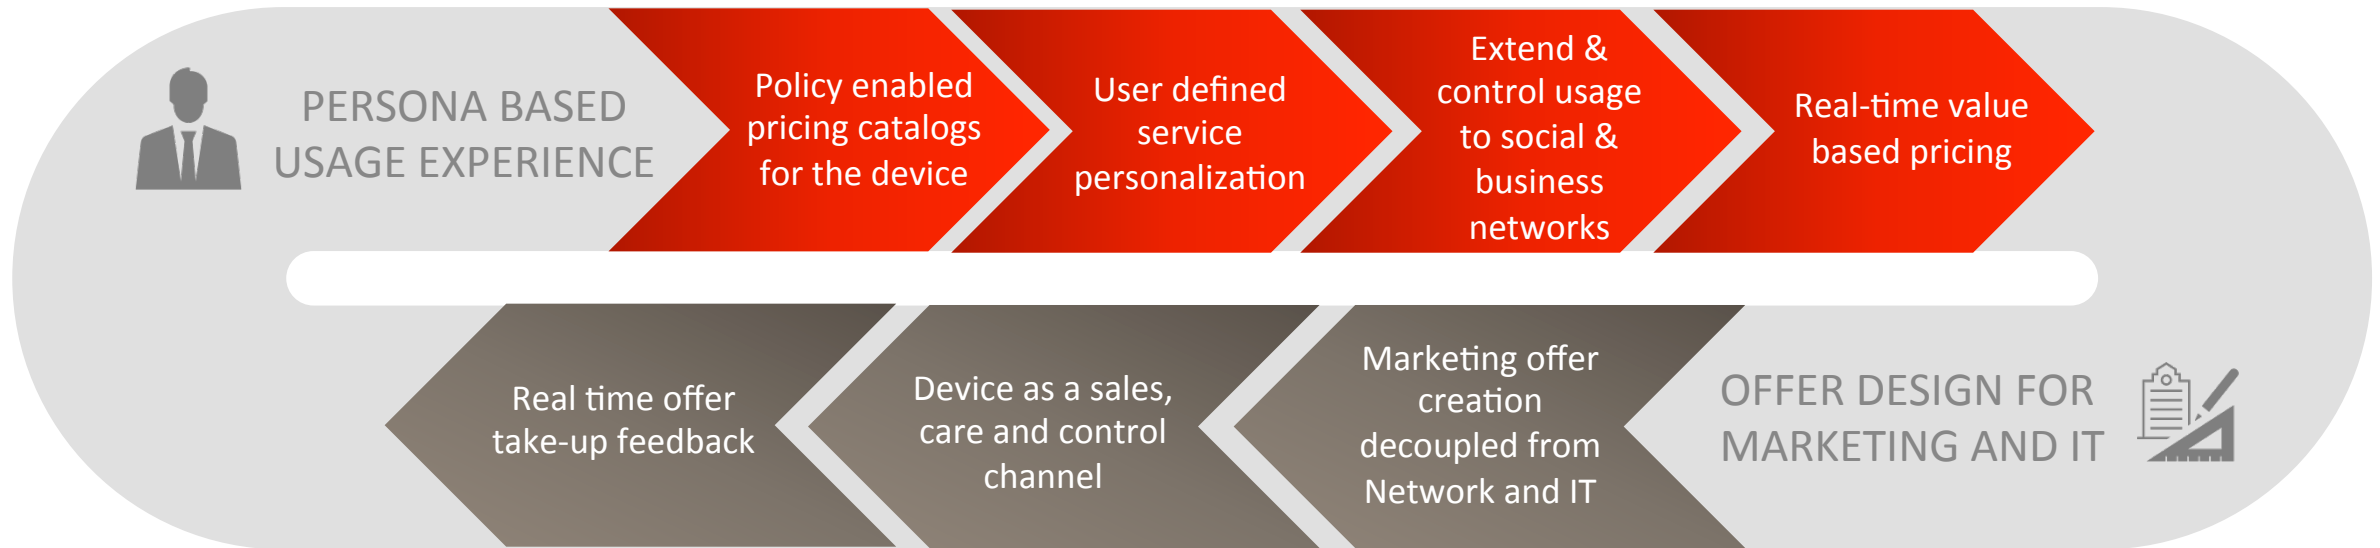 PERSONA BASED
USAGE EXPERIENCE
Policy enabled
pricing catalogs
for the device
User defined
service
personalization
Extend &
control usage
to social &
business
networks
Real-time value
based pricing
Real time offer
take-up feedback
Device as a sales,
care and control
channel
Marketing offer
creation
decoupled from
Network and IT
OFFER DESIGN FOR
MARKETING AND IT